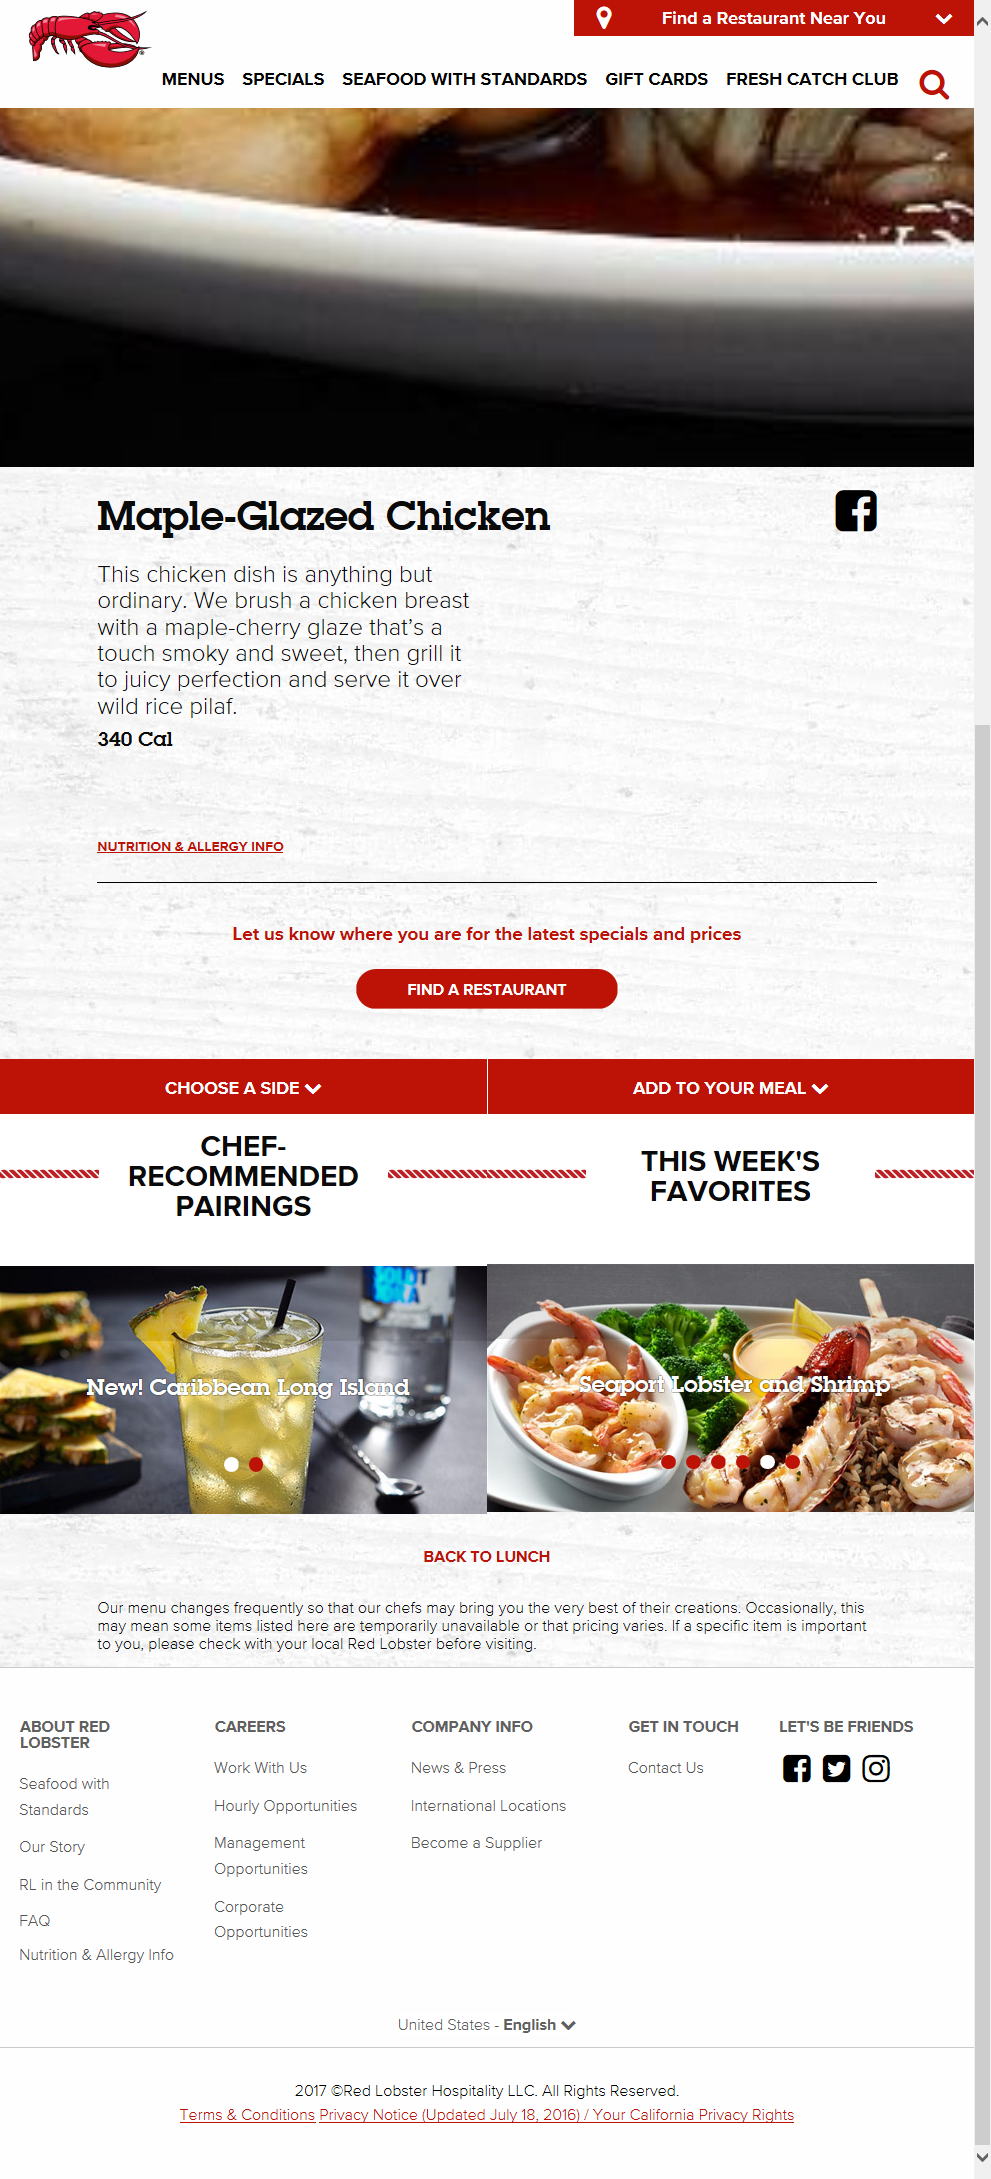 Find a Restaurant Near You
MENUS SPECIALS SEAFOOD WITH STANDARDS GIFT CARDS FRESH CATCH CLUB
Maple-Glazed Chicken
This chicken dish is anything but
ordinary. We brush a chicken breast
with a maple-cherry glaze that's a
touch smoky and sweet, then grill it
to juicy perfection and serve it over
wild rice pilaf.
340 Cal
NUTRITION & ALLERGY INFO
Let us know where you are for the latest specials and prices
FIND A RESTAURANT
CHOOSE A SIDE
ADD TO YOUR MEAL
CHEF-
RECOMMENDED
PAIRINGS
THIS WEEK'S
FAVORITES
New! Caribbean Long Island
Seaport Lobster and Shrimp
BACK TO LUNCH
Our menu changes frequently so that our chefs may bring you the very best of their creations. Occasionally, this
may mean some items listed here are temporarily unavailable or that pricing varies. If a specific item is important
to you, please check with your local Red Lobster before visiting.
ABOUT RED
LOBSTER
Seafood with
Standards
Our Story
RL in the Community
FAQ
Nutrition & Allergy Info
CAREERS
Work With Us
Hourly Opportunities
Management
Opportunities
Corporate
Opportunities
COMPANY INFO
News & Press
International Locations
Become a Supplier
GET IN TOUCH
Contact Us
LET'S BE FRIENDS
United States - English
2017 ©Red Lobster Hospitality LLC. All Rights Reserved.
Terms & Conditions Privacy Notice (Updated July 18, 2016) / Your California Privacy Rights